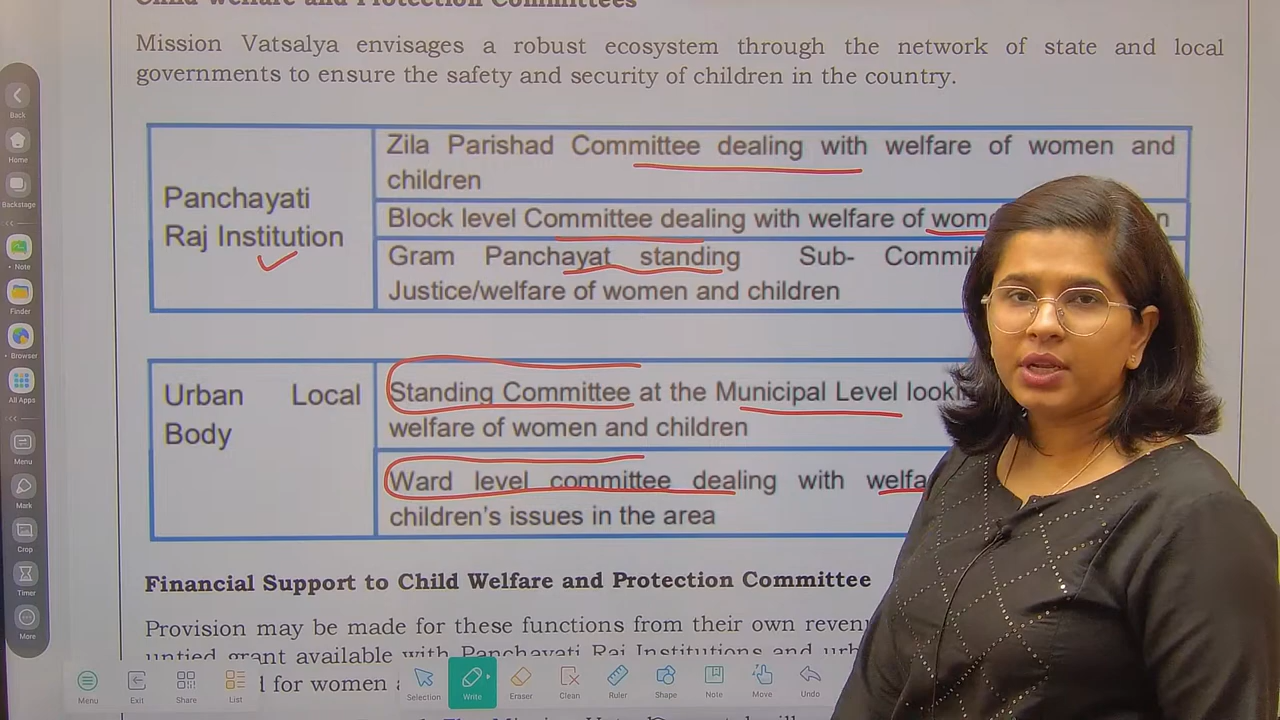 Child Welfare and Protection Committees
Mission Vatsalya envisages a robust ecosystem through the network of state and local
governments to ensure the safety and security of children in the country.
Panchayati
Raj Institution
Zila Parishad Committee dealing with welfare of women and
children
Block level Committee dealing with welfare of
Gram Panchayat standing Sub-
Justice/welfare of women and children
Urban Local
Body
Standing Committee at the Municipal Level
welfare of women and children
Ward level committee dealing with
children's issues in the area
Financial Support to Child Welfare and Protection Committee
Provision may be made for these functions from their own
untied grant available with Panchayati Raj Institutions and
for women
Back
Home
Backstage
Note
Finder
Browser
All Apps
Menu
Mark
Crop
Timer
More
Menu
Exit
Share
List
Selection
Write
Eraser
Clean
Ruler
Shape
Note
Move
Undo